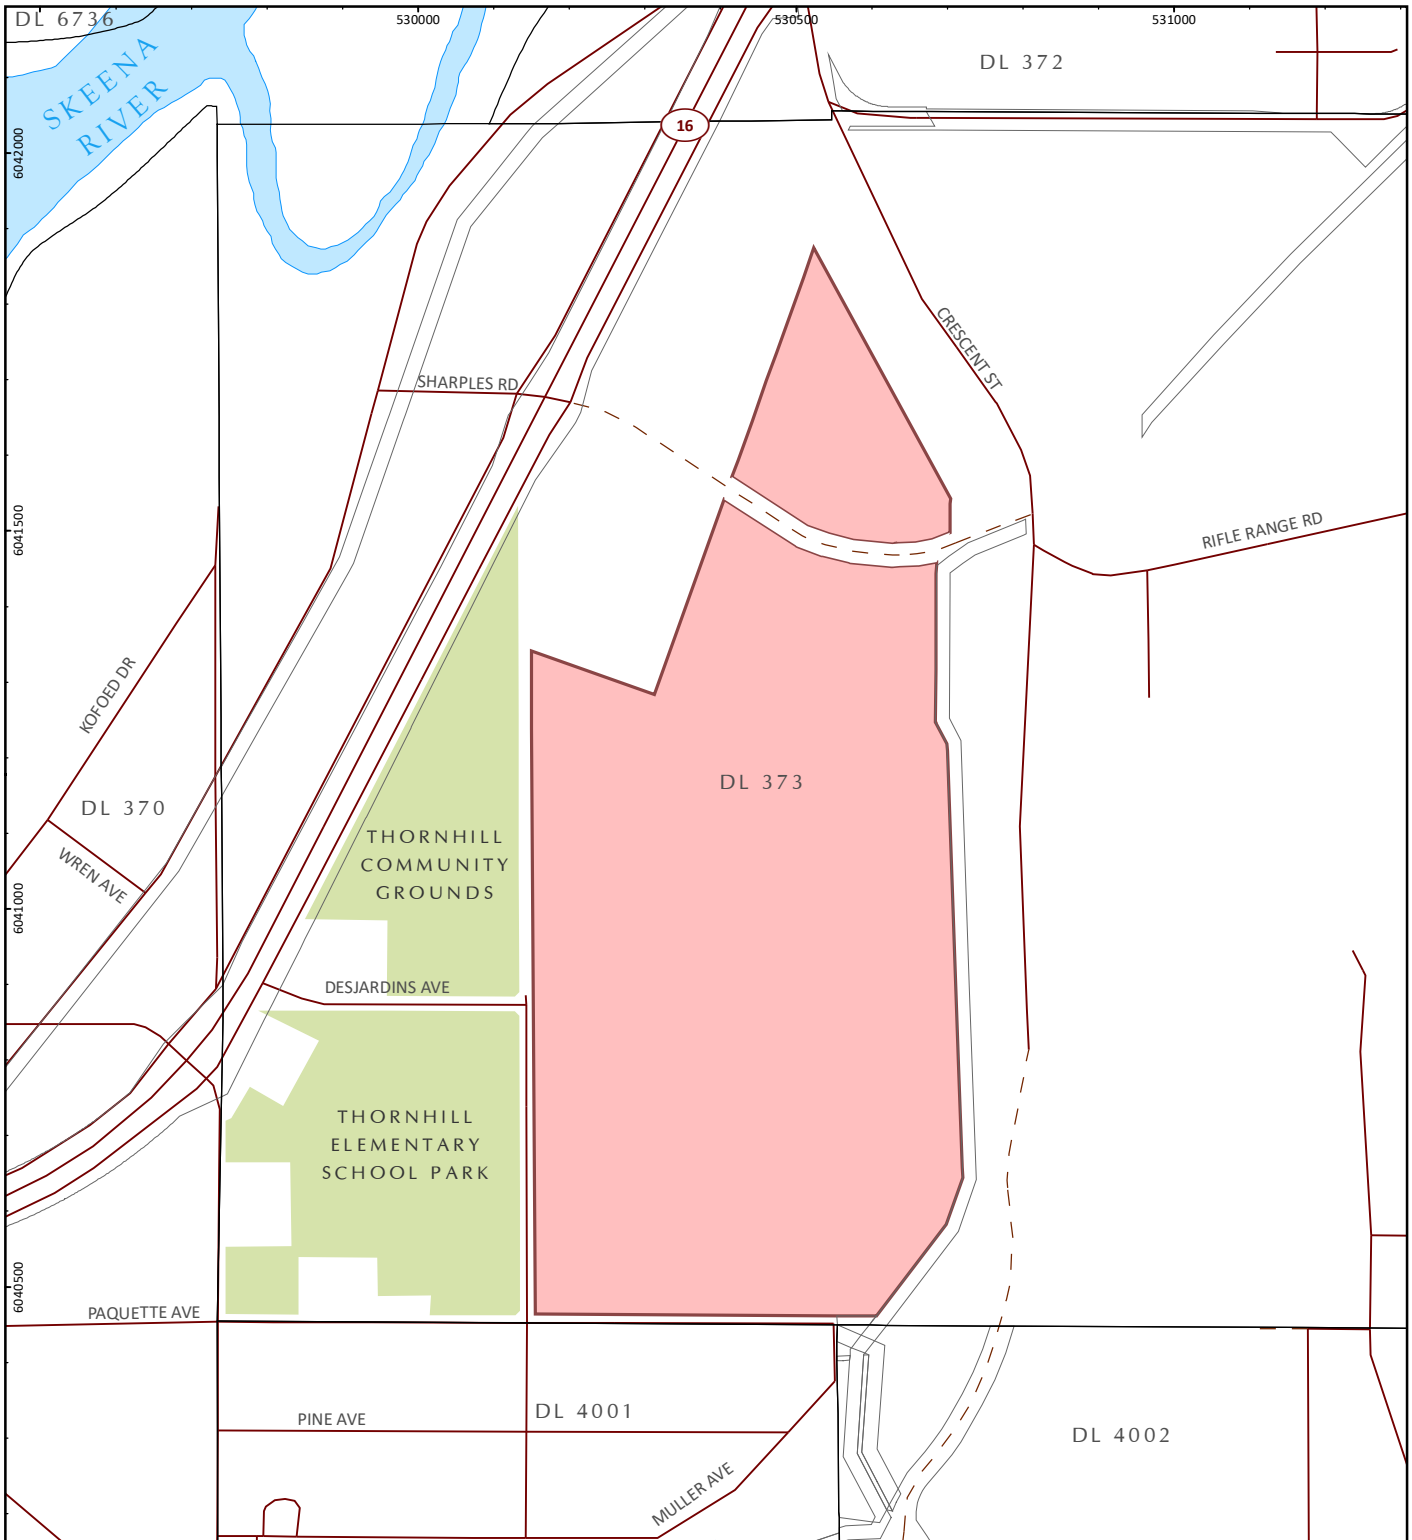 DL 6736
530000
530500
531000
SKEENA
RIVER
DL 372
16
6042000
CRESCENT ST
SHARPLES RD
6041500
RIFLE RANGE RD
KOFOED DR
DL 373
DL 370
THORNHILL
COMMUNITY
GROUNDS
WREN AVE
6041000
DESJARDINS AVE
THORNHILL
ELEMENTARY
SCHOOL PARK
6040500
PAQUETTE AVE
PINE AVE
DL 4001
DL 4002
MULLER AVE